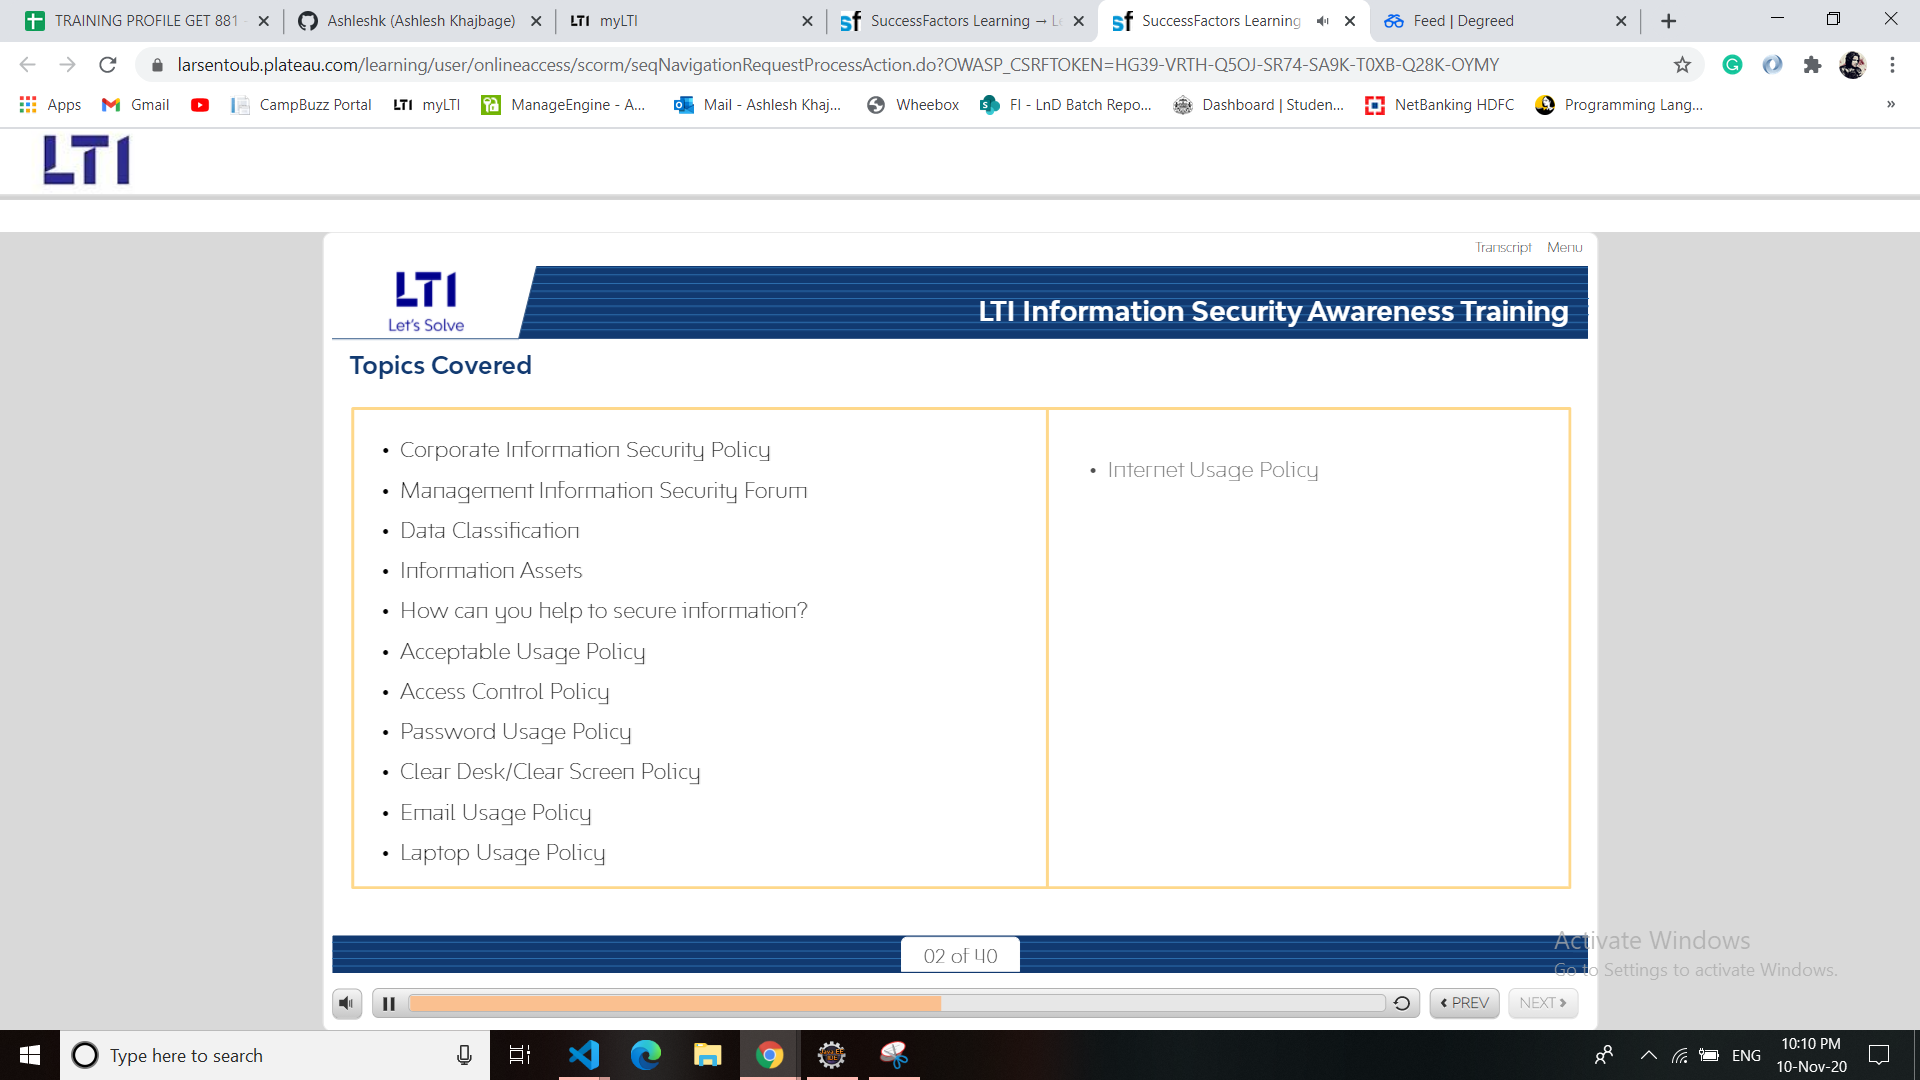 TRAINING PROFILE GET 881
Ashleshk (Ashlesh Khajbage)
LTI myLTI
SuccessFactors Learning → L
SuccessFactors Learning
Feed | Degreed
larsentoub.plateau.com/learning/user/onlineaccess/scorm/seqNavigationRequestProcessAction.do?OWASP_CSRFTOKEN=HG39-VRTH-Q5OJ-SR74-SA9K-T0XB-Q28K-OYMY
Apps
Gmail
CampBuzz Portal
LTI myLTI
ManageEngine - A...
Mail - Ashlesh Khaj...
Wheebox
FI - LnD Batch Repo...
Dashboard | Studen...
NetBanking HDFC
Programming Lang...
»
LTI
Transcript Menu
LTI
Let's Solve
LTI Information Security Awareness Training
Topics Covered
• Corporate Information Security Policy
• Management Information Security Forum
• Data Classification
• Information Assets
• How can you help to secure information?
• Acceptable Usage Policy
• Access Control Policy
• Password Usage Policy
• Clear Desk/Clear Screen Policy
• Email Usage Policy
• Laptop Usage Policy
• Internet Usage Policy
02 of 40
Activate Windows
Go to Settings to activate Windows.
‹ PREV
NEXT ›
Type here to search
ENG
10:10 PM
10-Nov-20